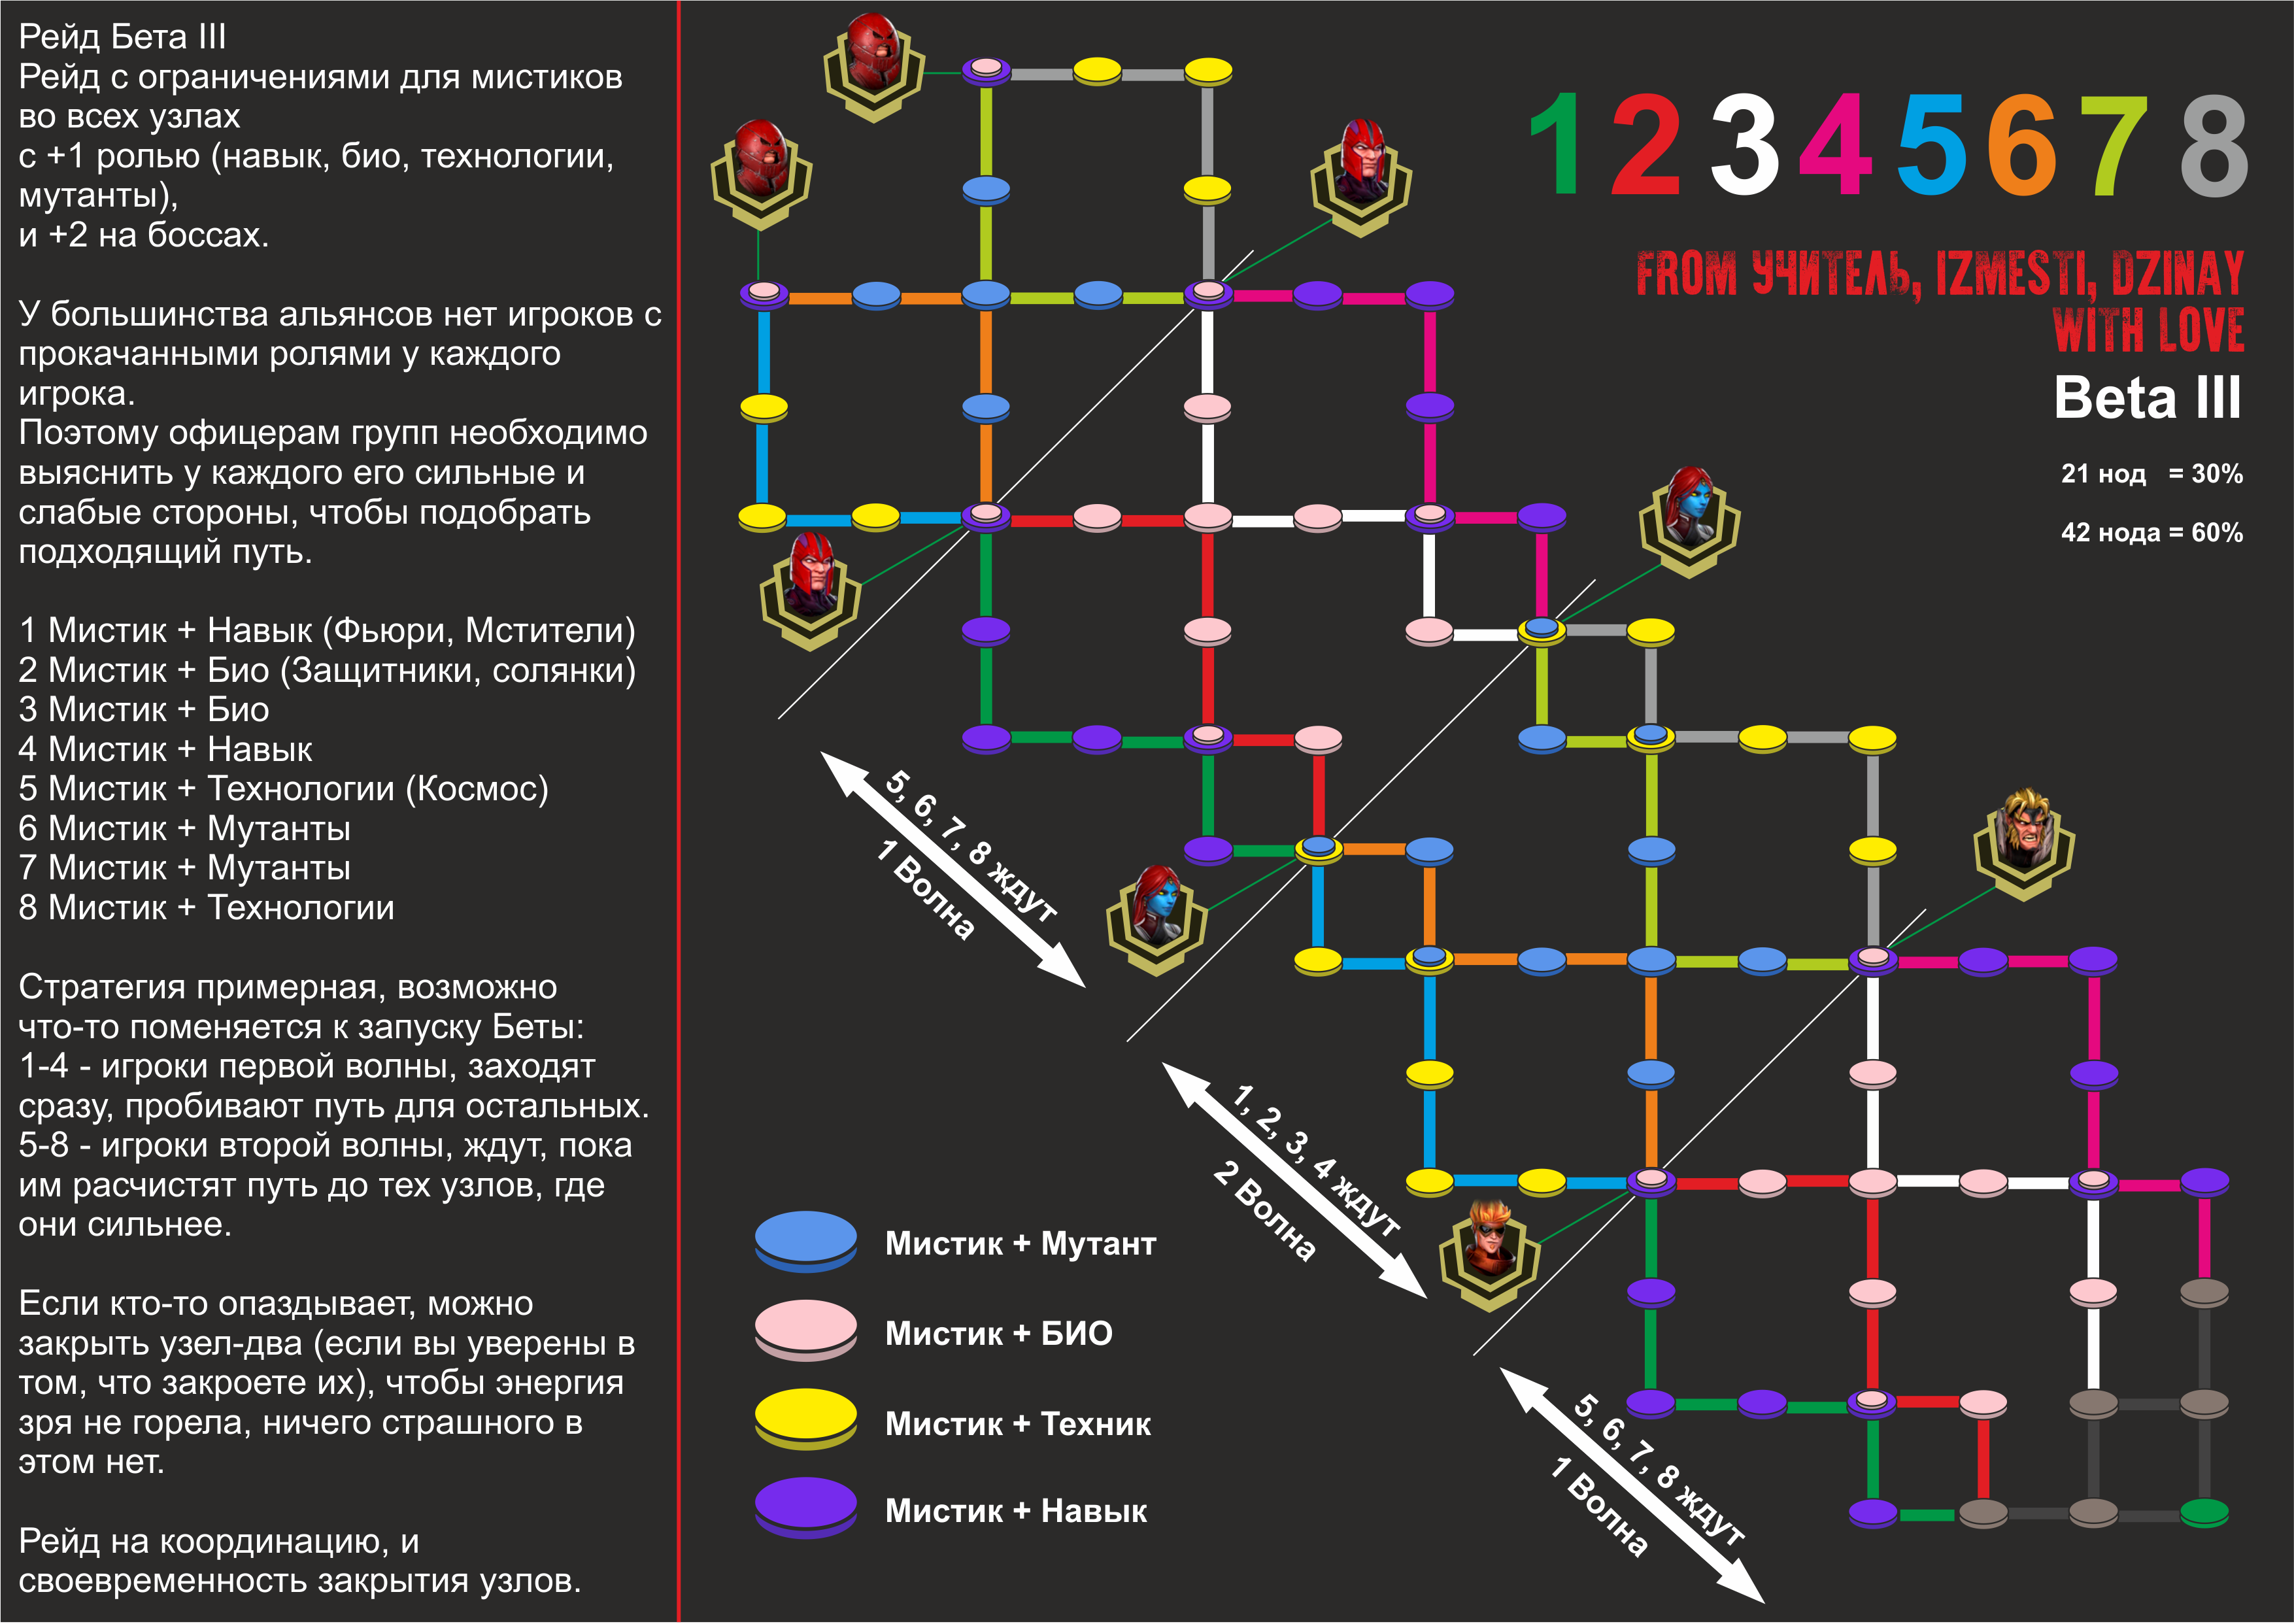 Рейд Бета III
Рейд с ограничениями для мистиков
во всех узлах
с +1 ролью (навык, био, технологии,
мутанты),
и +2 на боссах.
У большинства альянсов нет игроков с
прокачанными ролями у каждого
игрока.
Поэтому офицерам групп необходимо
выяснить у каждого его сильные и
слабые стороны, чтобы подобрать
подходящий путь.
1 Мистик + Навык (Фьюри, Мстители)
2 Мистик + Био (Защитники, солянки)
3 Мистик + Био
4 Мистик + Навык
5 Мистик + Технологии (Космос)
6 Мистик + Мутанты
7 Мистик + Мутанты
8 Мистик + Технологии
Стратегия примерная, возможно
что-то поменяется к запуску Беты:
1-4 - игроки первой волны, заходят
сразу, пробивают путь для остальных.
5-8 - игроки второй волны, ждут, пока
им расчистят путь до тех узлов, где
они сильнее.
Если кто-то опаздывает, можно
закрыть узел-два (если вы уверены в
том, что закроете их), чтобы энергия
зря не горела, ничего страшного в
этом нет.
Рейд на координацию, и
своевременность закрытия узлов.
1 2 3 4 5 6 7 8
FROM УЧИТЕЛЬ, IZMESTI, DZINAY
WITH LOVE
Beta III
21 нод = 30%
42 нода = 60%
5, 6, 7, 8 ждут
1 Волна
1, 2, 3, 4 ждут
2 Волна
5, 6, 7, 8 ждут
1 Волна
Мистик + Мутант
Мистик + БИО
Мистик + Техник
Мистик + Навык